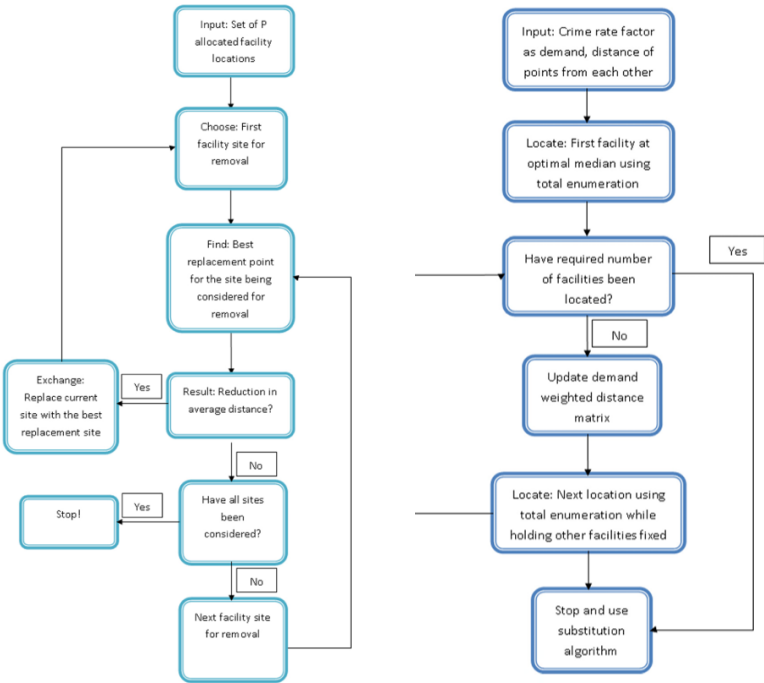 Input: Set of P
allocated facility
locations
Choose: First
facility site for
removal
Find: Best
replacement point
for the site being
considered for
removal
Exchange:
Replace current
site with the best
replacement site
Yes
Result: Reduction in
average distance?
No
Stop!
Yes
Have all sites
been
considered?
No
Next facility site
for removal
Input: Crime rate factor
as demand, distance of
points from each other
Locate: First facility at
optimal median using
total enumeration
Have required number
of facilities been
located?
Yes
No
Update demand
weighted distance
matrix
Locate: Next location using
total enumeration while
holding other facilities fixed
Stop and use
substitution
algorithm